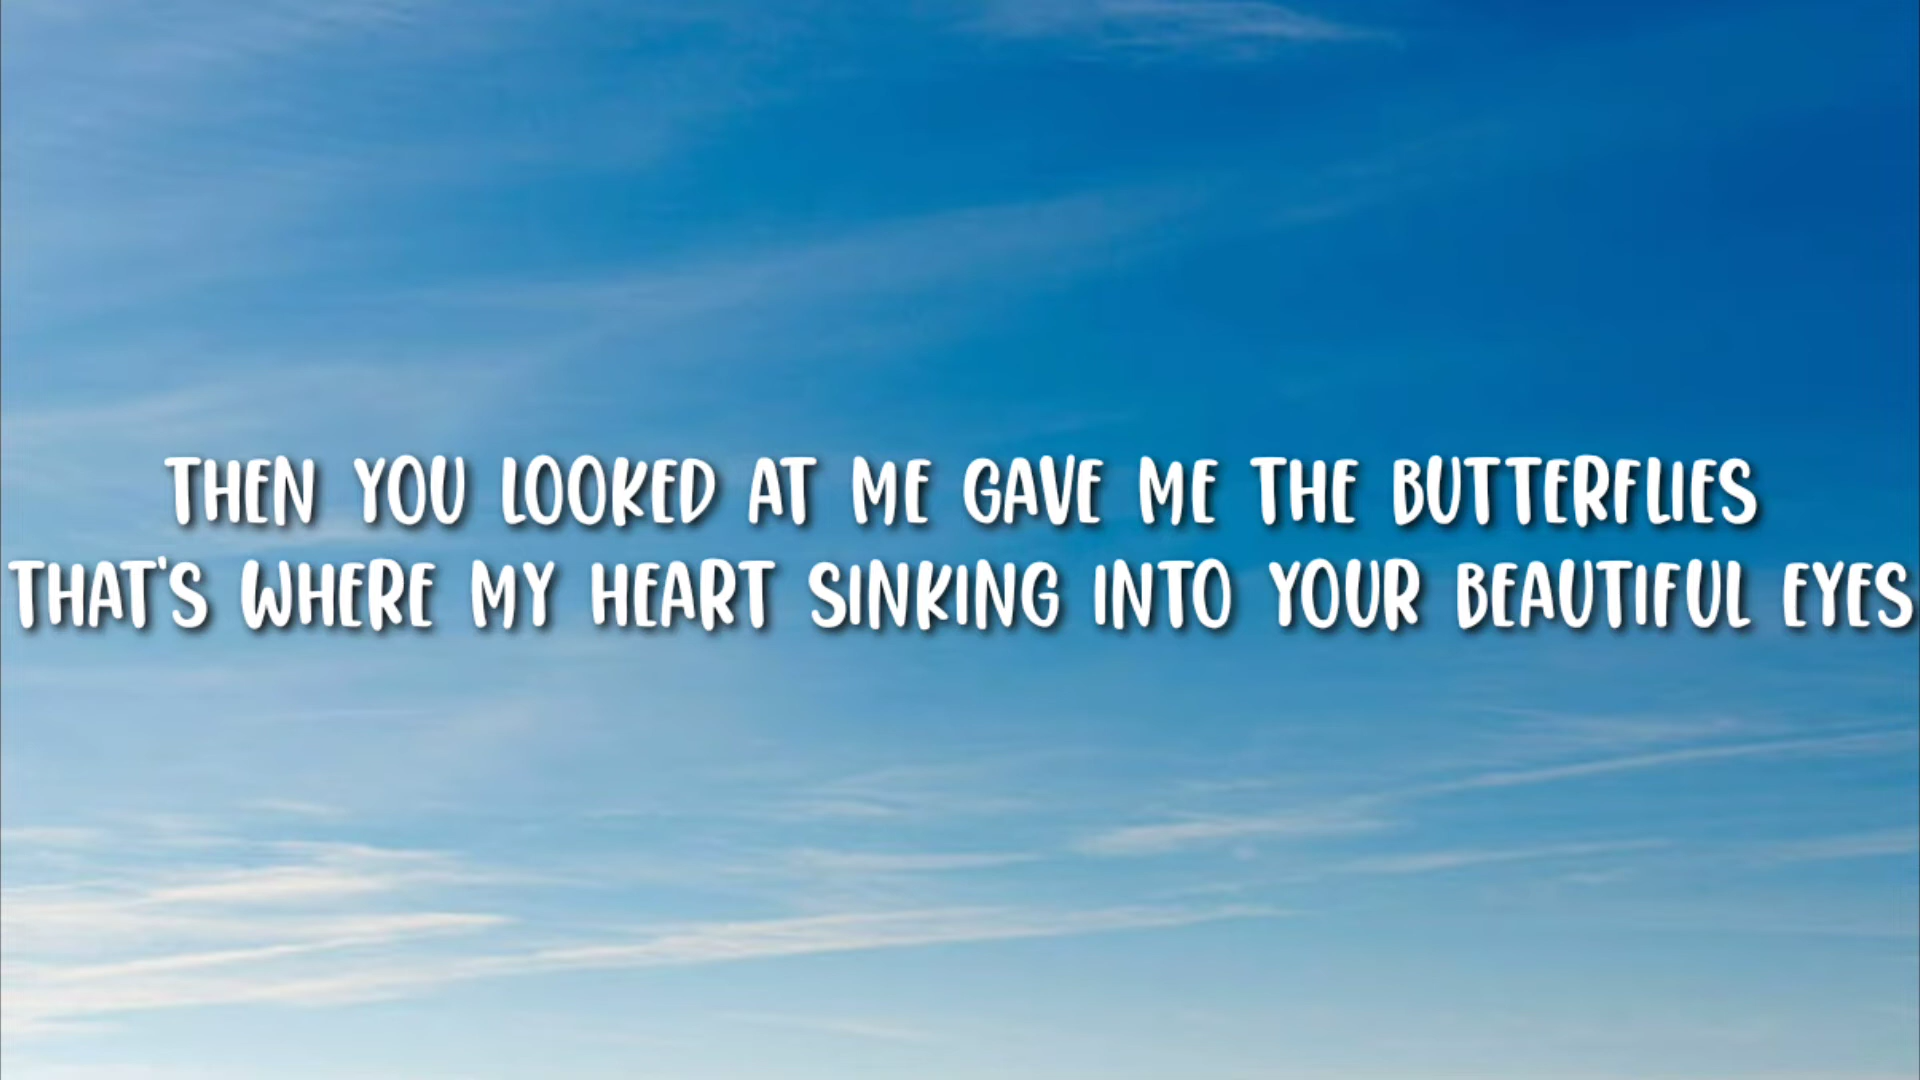 THEN YOU LOOKED AT ME GAVE ME THE BUTTERFLIES
THAT'S WHERE MY HEART SINKING INTO YOUR BEAUTIFUL EYES